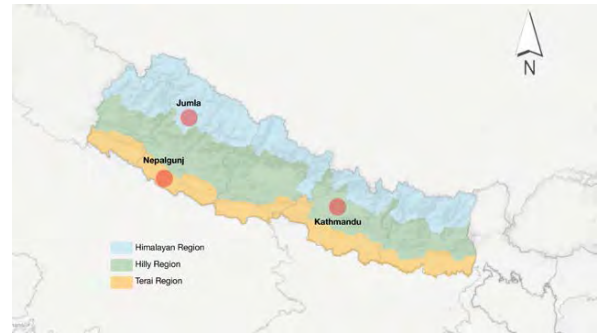 N
Jumla
Nepalgunj
Kathmandu
Himalayan Region
Hilly Region
Terai Region